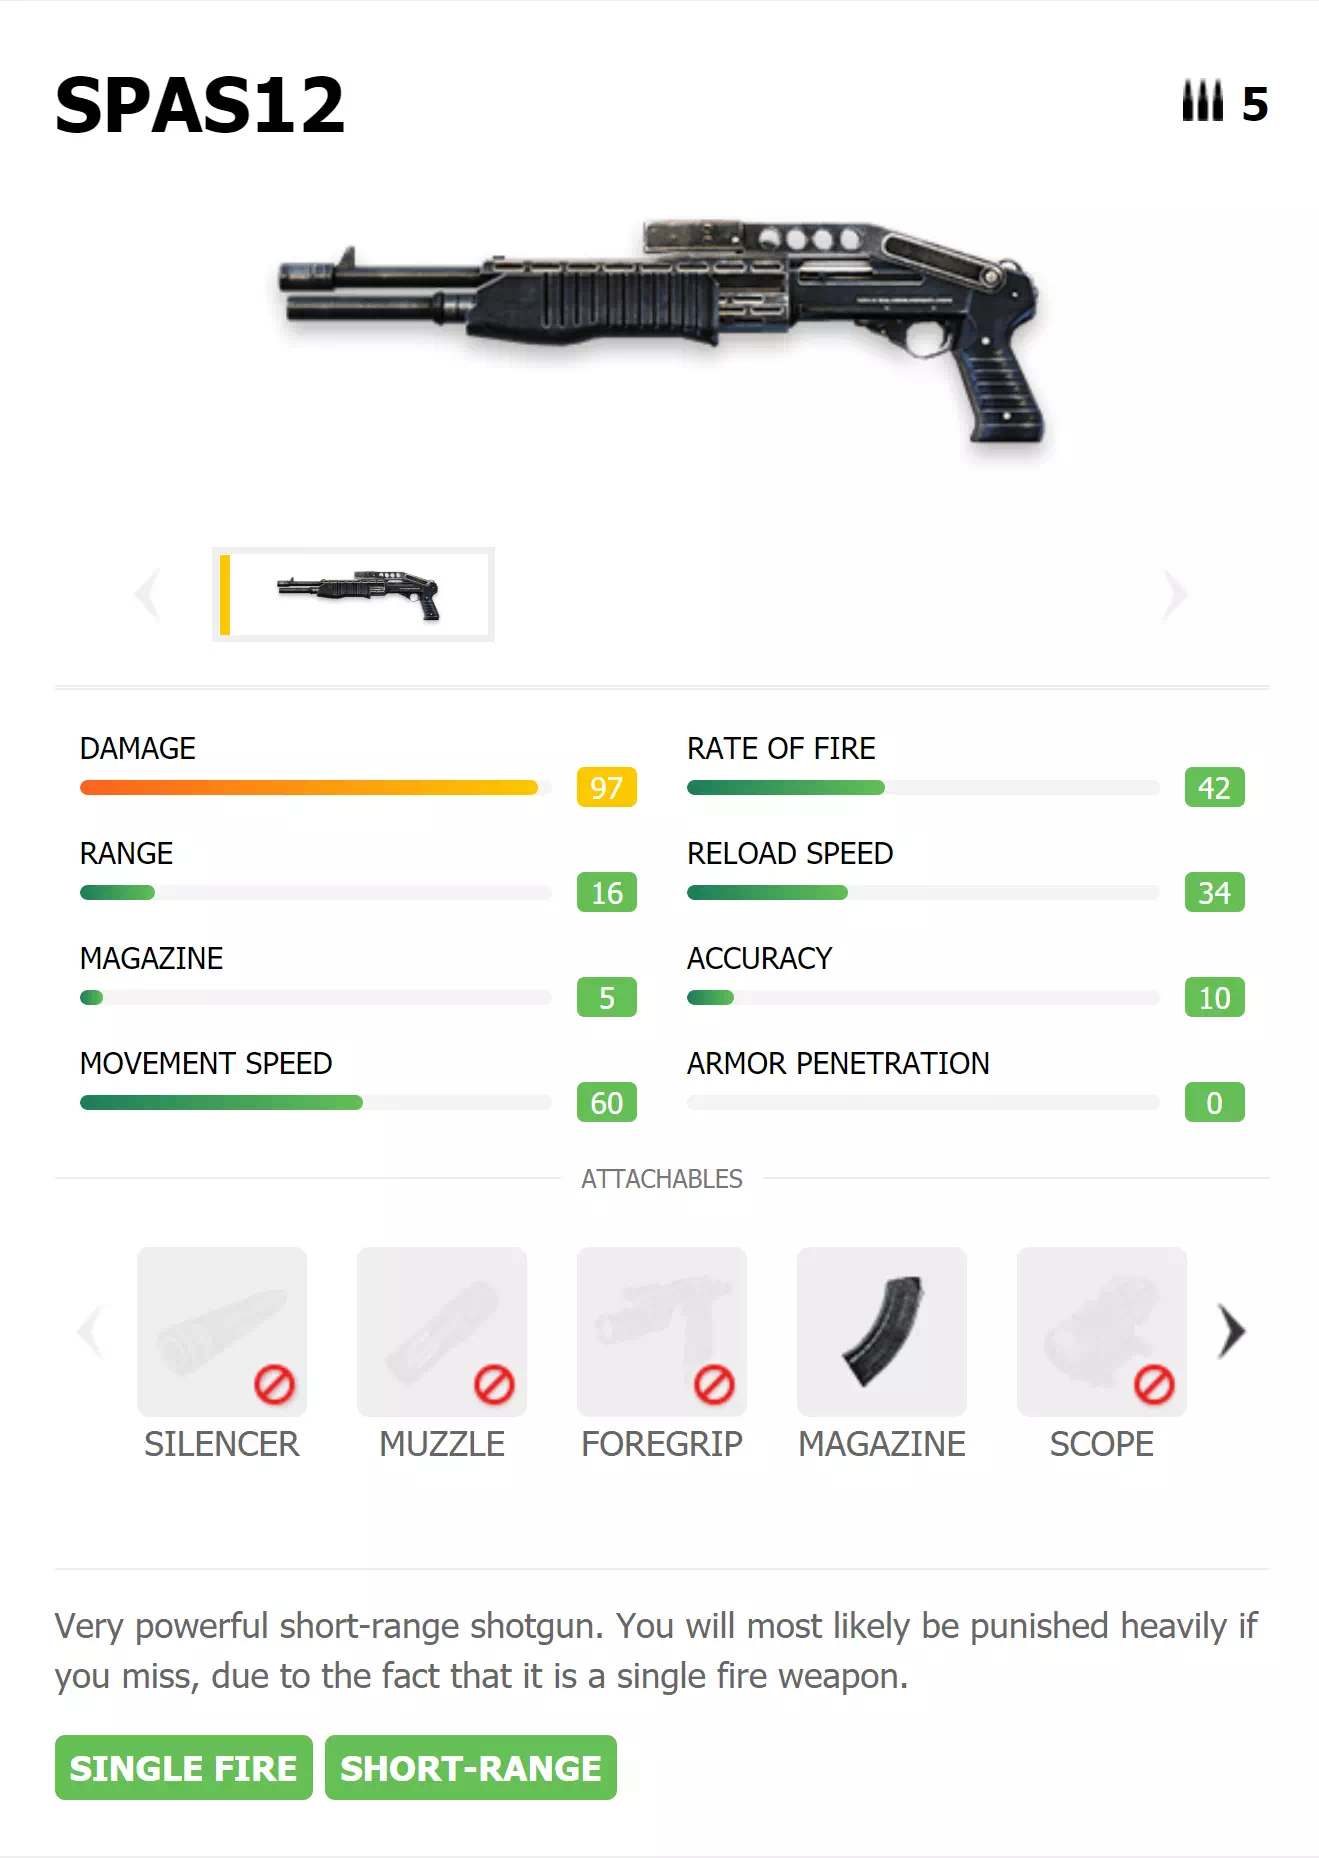 SPAS12
5
DAMAGE
97
RATE OF FIRE
42
RANGE
16
RELOAD SPEED
34
MAGAZINE
5
ACCURACY
10
MOVEMENT SPEED
60
ARMOR PENETRATION
0
ATTACHABLES
SILENCER
MUZZLE
FOREGRIP
MAGAZINE
SCOPE
Very powerful short-range shotgun. You will most likely be punished heavily if
you miss, due to the fact that it is a single fire weapon.
SINGLE FIRE
SHORT-RANGE